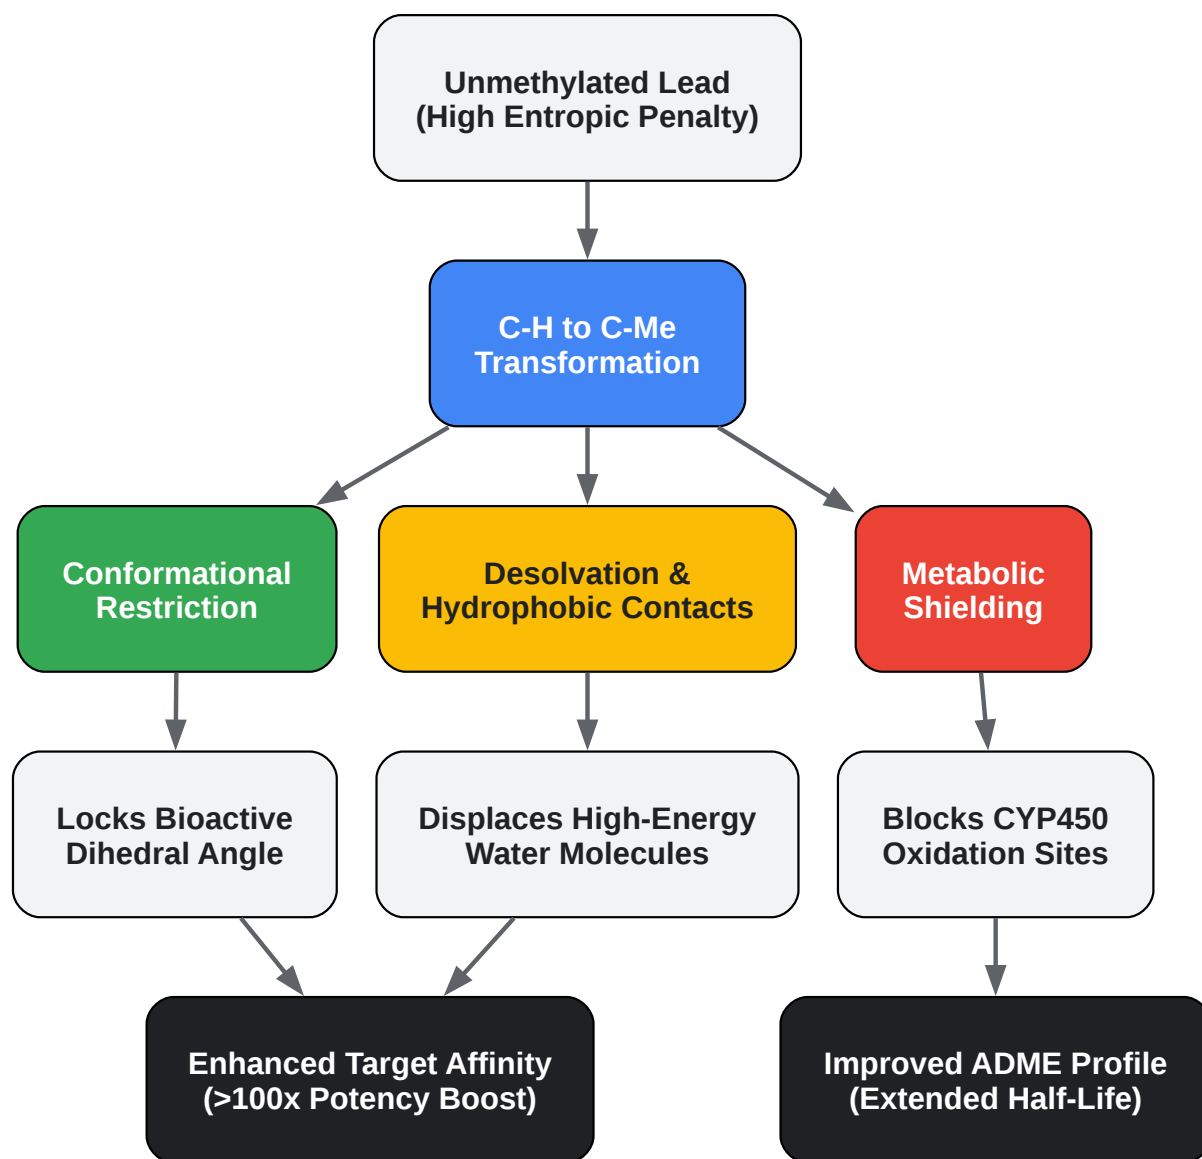 Unmethylated Lead
(High Entropic Penalty)
C-H to C-Me
Transformation
Conformational
Restriction
Desolvation &
Hydrophobic Contacts
Metabolic
Shielding
Locks Bioactive
Dihedral Angle
Displaces High-Energy
Water Molecules
Blocks CYP450
Oxidation Sites
Enhanced Target Affinity
(>100x Potency Boost)
Improved ADME Profile
(Extended Half-Life)